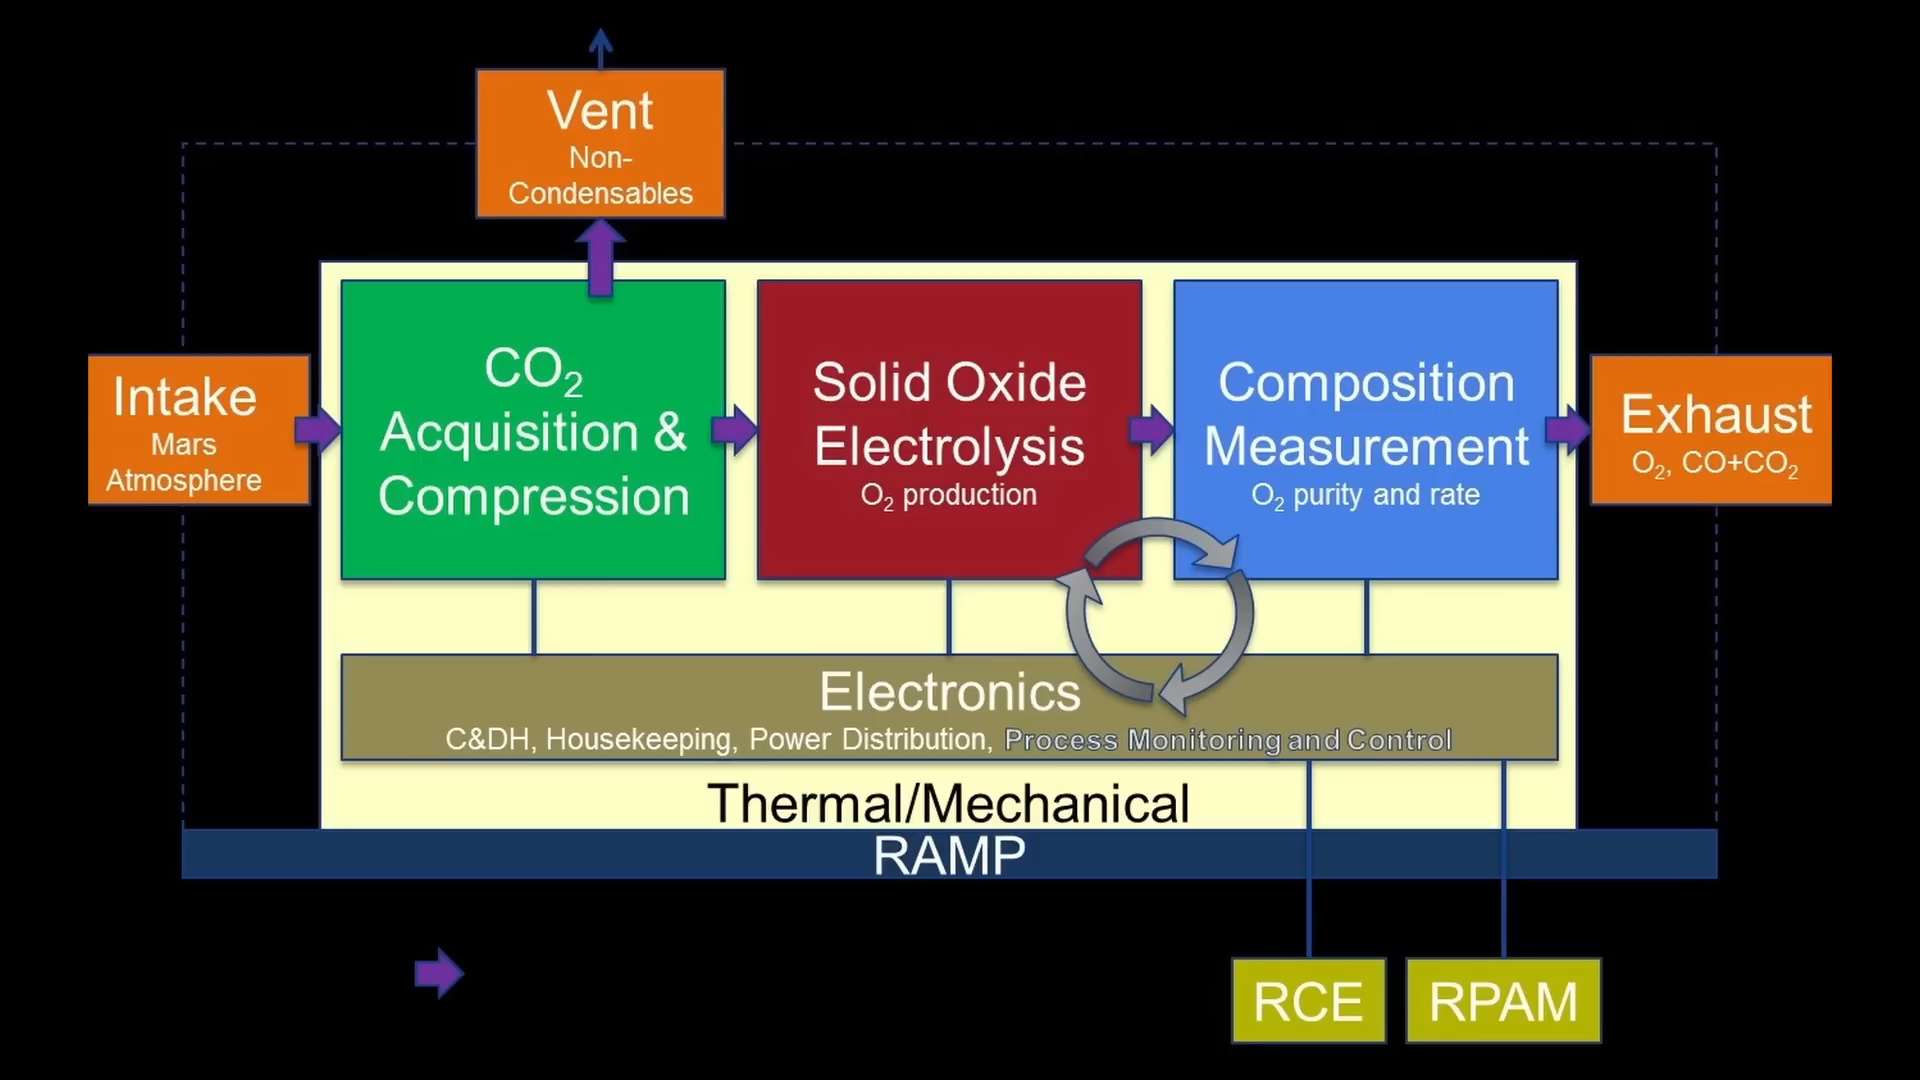 Vent
Non-
Condensables
Intake
Mars
Atmosphere
CO₂
Acquisition &
Compression
Solid Oxide
Electrolysis
O₂ production
Composition
Measurement
O₂ purity and rate
Exhaust
O₂, CO+CO₂
Electronics
C&DH, Housekeeping, Power Distribution, Process Monitoring and Control
Thermal/Mechanical
RAMP
RCE
RPAM